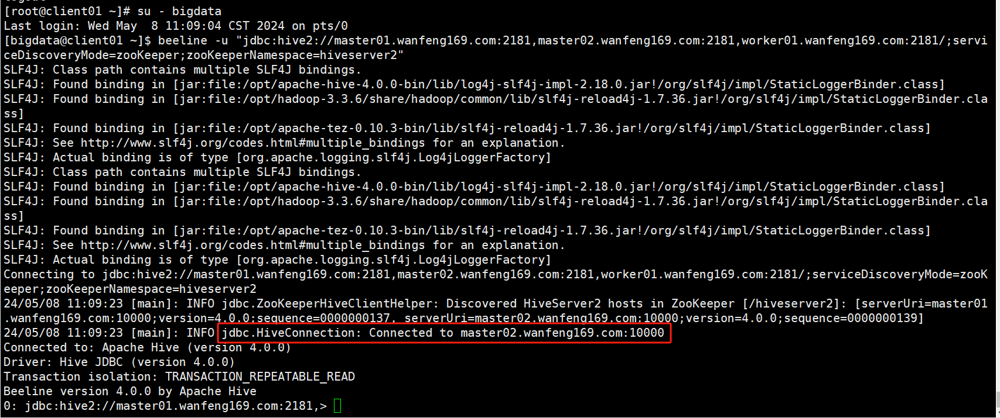 [root@client01 ~]# su - bigdata
Last login: Wed May  8 11:09:04 CST 2024 on pts/0
[bigdata@client01 ~]$ beeline -u "jdbc:hive2://master01.wanfeng169.com:2181,master02.wanfeng169.com:2181,worker01.wanfeng169.com:2181/;servi
ceDiscoveryMode=zooKeeper;zooKeeperNamespace=hiveserver2"
SLF4J: Class path contains multiple SLF4J bindings.
SLF4J: Found binding in [jar:file:/opt/apache-hive-4.0.0-bin/lib/log4j-slf4j-impl-2.18.0.jar!/org/slf4j/impl/StaticLoggerBinder.class]
SLF4J: Found binding in [jar:file:/opt/hadoop-3.3.6/share/hadoop/common/lib/slf4j-reload4j-1.7.36.jar!/org/slf4j/impl/StaticLoggerBinder.cla
ss]
SLF4J: Found binding in [jar:file:/opt/apache-tez-0.10.3-bin/lib/slf4j-reload4j-1.7.36.jar!/org/slf4j/impl/StaticLoggerBinder.class]
SLF4J: See http://www.slf4j.org/codes.html#multiple_bindings for an explanation.
SLF4J: Actual binding is of type [org.apache.logging.slf4j.Log4jLoggerFactory]
SLF4J: Class path contains multiple SLF4J bindings.
SLF4J: Found binding in [jar:file:/opt/apache-hive-4.0.0-bin/lib/log4j-slf4j-impl-2.18.0.jar!/org/slf4j/impl/StaticLoggerBinder.class]
SLF4J: Found binding in [jar:file:/opt/hadoop-3.3.6/share/hadoop/common/lib/slf4j-reload4j-1.7.36.jar!/org/slf4j/impl/StaticLoggerBinder.cla
ss]
SLF4J: Found binding in [jar:file:/opt/apache-tez-0.10.3-bin/lib/slf4j-reload4j-1.7.36.jar!/org/slf4j/impl/StaticLoggerBinder.class]
SLF4J: See http://www.slf4j.org/codes.html#multiple_bindings for an explanation.
SLF4J: Actual binding is of type [org.apache.logging.slf4j.Log4jLoggerFactory]
Connecting to jdbc:hive2://master01.wanfeng169.com:2181,master02.wanfeng169.com:2181,worker01.wanfeng169.com:2181/;serviceDiscoveryMode=zooK
eeper;zooKeeperNamespace=hiveserver2
24/05/08 11:09:23 [main]: INFO jdbc.ZooKeeperHiveClientHelper: Discovered HiveServer2 hosts in ZooKeeper [/hiveserver2]: [serverUri=master01
.wanfeng169.com:10000;version=4.0.0;sequence=0000000137, serverUri=master02.wanfeng169.com:10000;version=4.0.0;sequence=0000000139]
24/05/08 11:09:23 [main]: INFO jdbc.HiveConnection: Connected to master02.wanfeng169.com:10000
Connected to: Apache Hive (version 4.0.0)
Driver: Hive JDBC (version 4.0.0)
Transaction isolation: TRANSACTION_REPEATABLE_READ
Beeline version 4.0.0 by Apache Hive
0: jdbc:hive2://master01.wanfeng169.com:2181,>